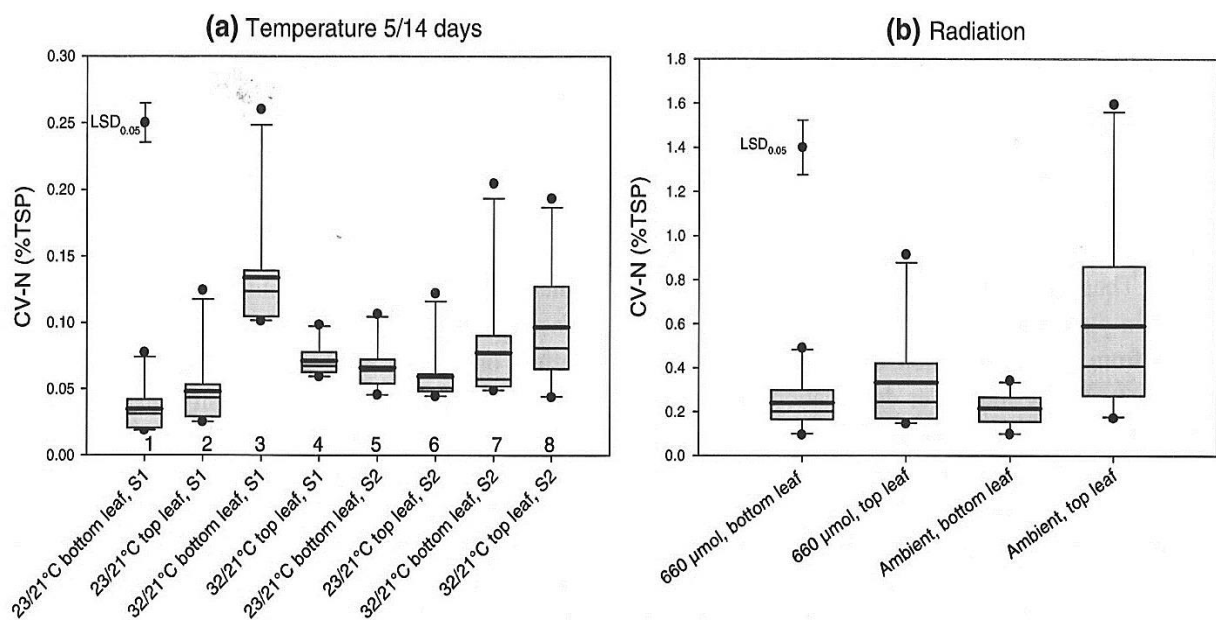 (a) Temperature 5/14 days
CV-N (%TSP)
0.30
0.25
0.20
0.15
0.10
0.05
0.00
LSD0.05
1 2 3 4 5 6 7 8
23/21°C bottom leaf, S1
23/21°C top leaf, S1
32/21°C bottom leaf, S1
32/21°C top leaf, S1
23/21°C bottom leaf, S2
23/21°C top leaf, S2
32/21°C bottom leaf, S2
32/21°C top leaf, S2
(b) Radiation
CV-N (%TSP)
1.8
1.6
1.4
1.2
1.0
0.8
0.6
0.4
0.2
0.0
LSD0.05
660 µmol, bottom leaf
660 µmol, top leaf
Ambient, bottom leaf
Ambient, top leaf